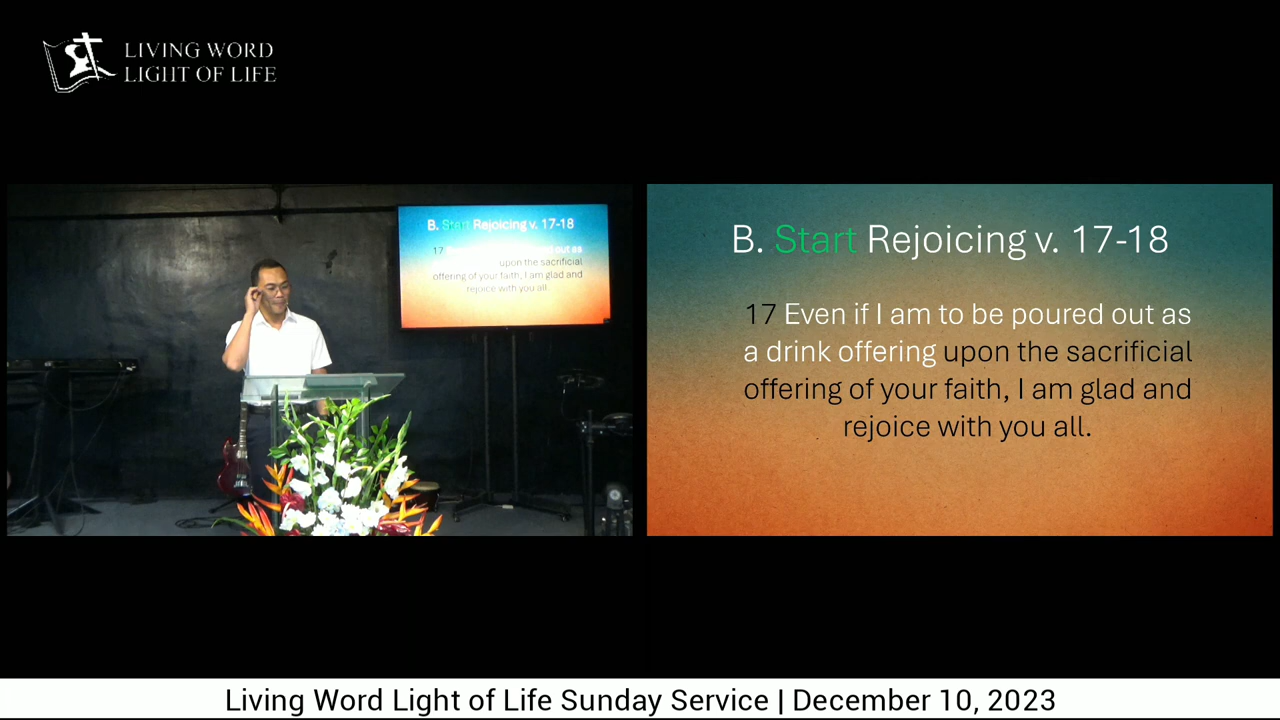 LIVING WORD
LIGHT OF LIFE
B. Start Rejoicing v. 17-18
17
out as
upon the sacrificial
offering of your faith, I am glad and
rejoice with you all.
B. Start Rejoicing v. 17-18
17 Even if I am to be poured out as
a drink offering upon the sacrificial
offering of your faith, I am glad and
rejoice with you all.
Living Word Light of Life Sunday Service | December 10, 2023